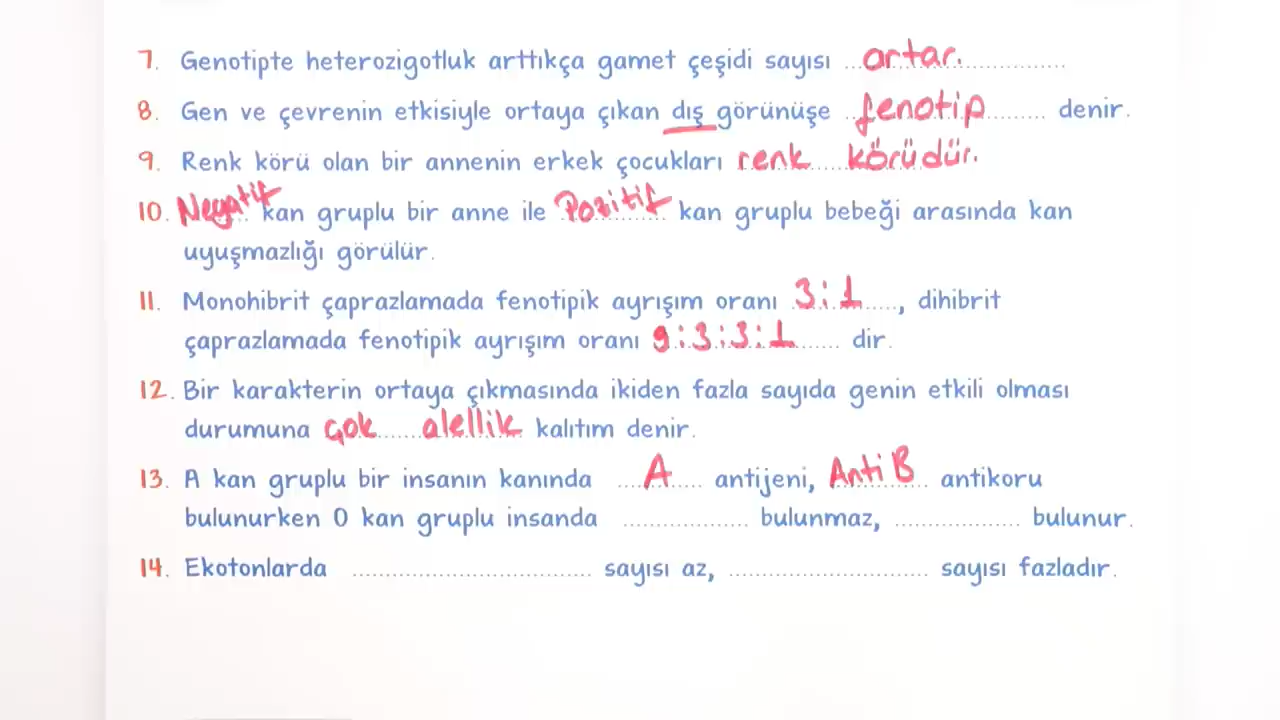 7. Genotipte heterozigotluk arttıkça gamet çeşidi sayısı artar.
8. Gen ve çevrenin etkisiyle ortaya çıkan dış görünüşe fenotip denir.
9. Renk körü olan bir annenin erkek çocukları renk körüdür.
10. Negatif kan gruplu bir anne ile Pozitif kan gruplu bebeği arasında kan
uyuşmazlığı görülür.
11. Monohibrit çaprazlamada fenotipik ayrışım oranı 3:1, dihibrit
çaprazlamada fenotipik ayrışım oranı 9:3:3:1 dir.
12. Bir karakterin ortaya çıkmasında ikiden fazla sayıda genin etkili olması
durumuna çok alellik kalıtım denir.
13. A kan gruplu bir insanın kanında A antijeni, Anti B antikoru
bulunurken 0 kan gruplu insanda .................. bulunmaz, .................. bulunur.
14. Ekotonlarda .................................. sayısı az, ............................ sayısı fazladır.